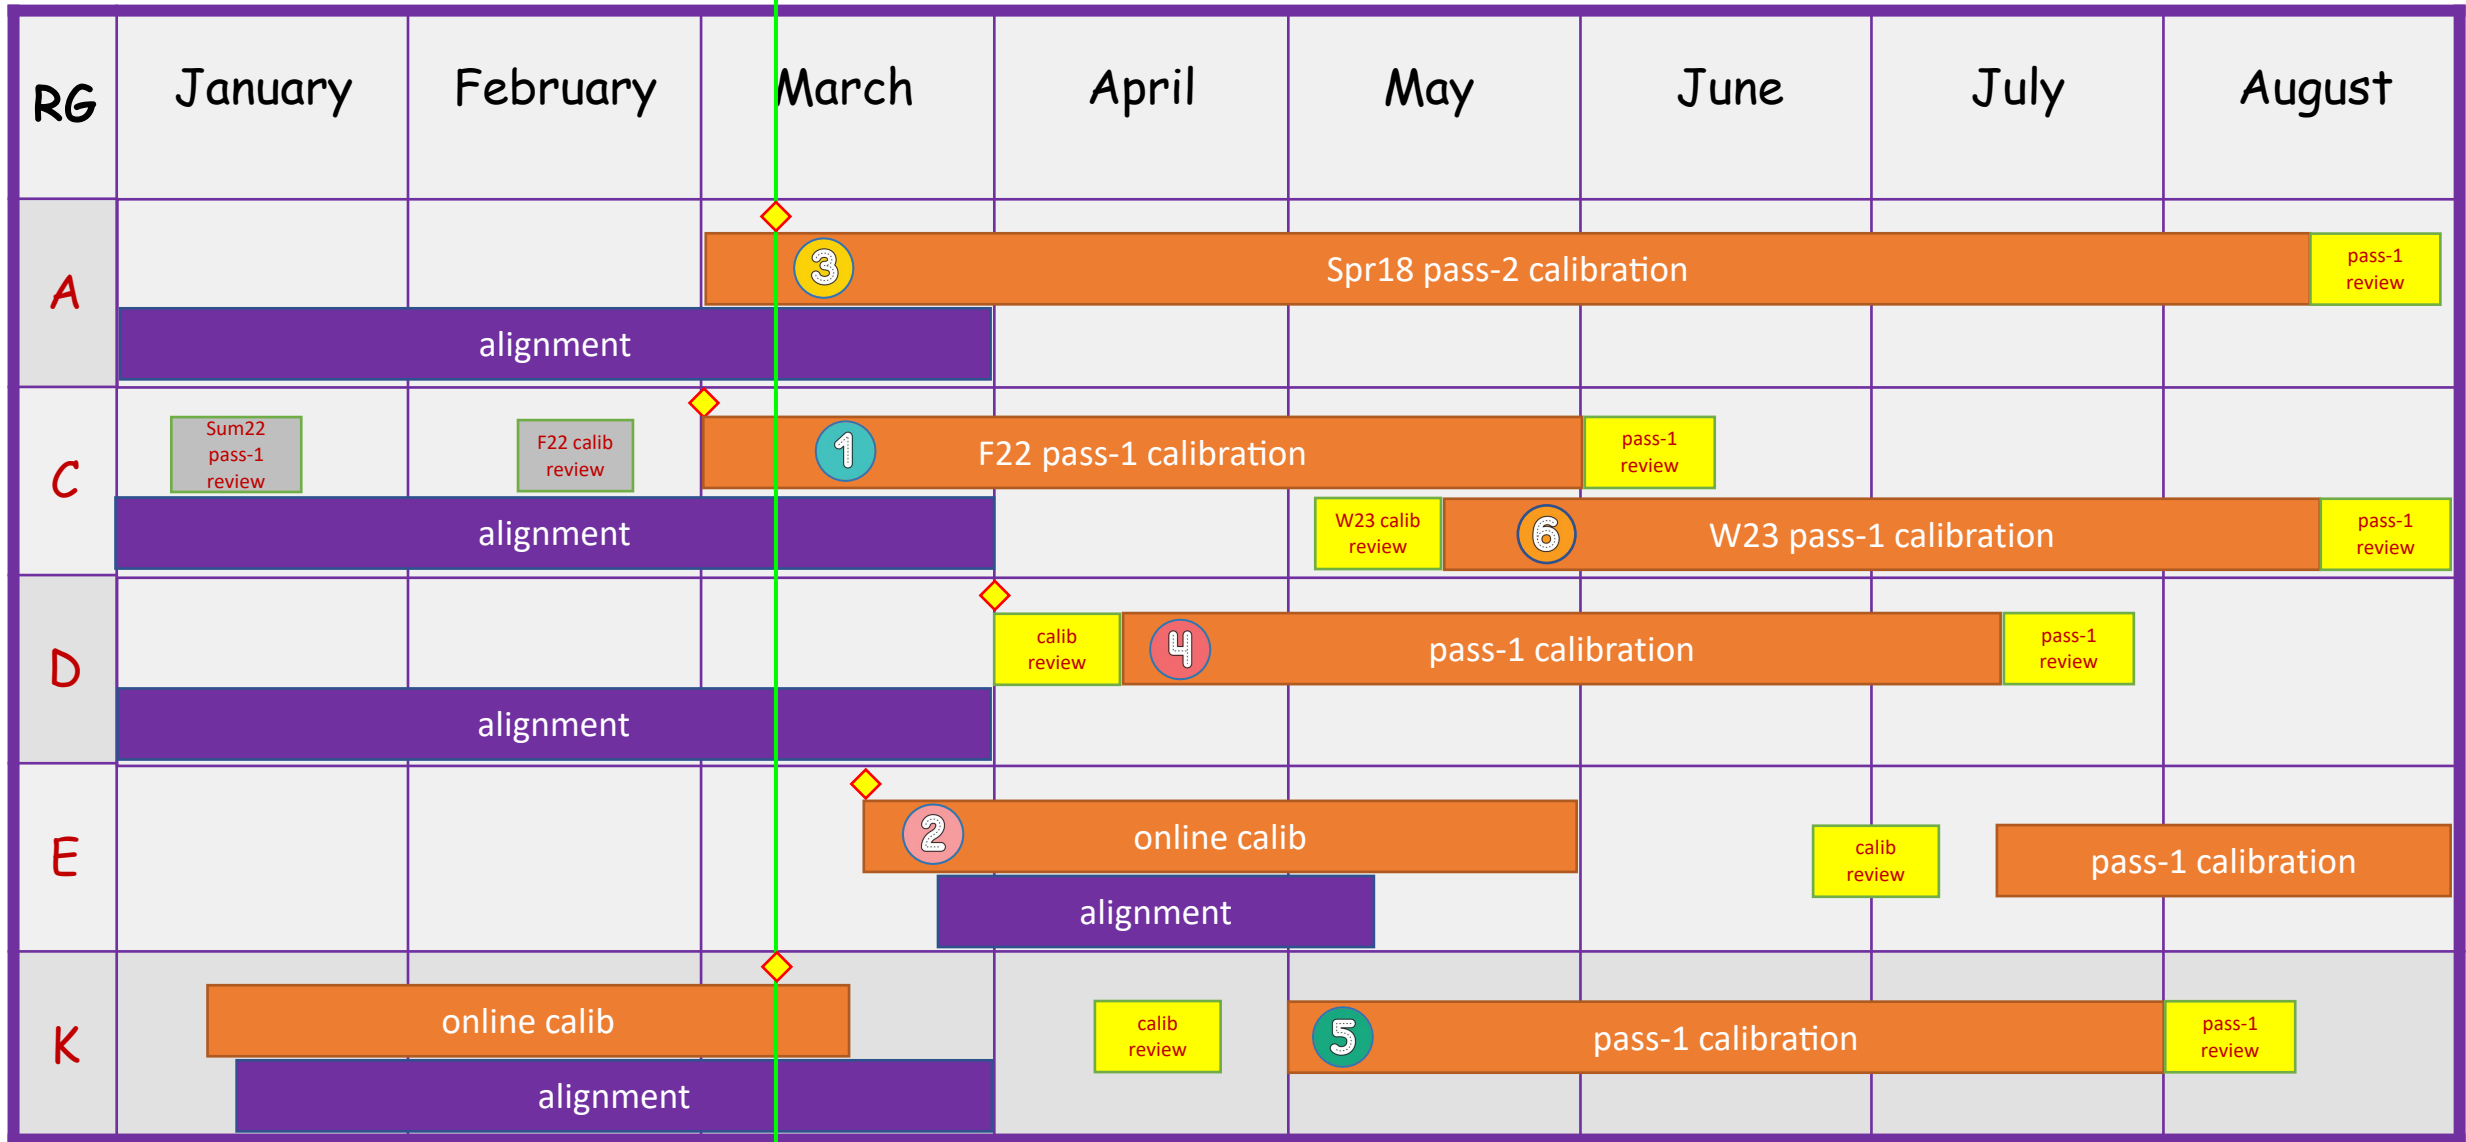 RG
January
February
March
April
May
June
July
August
A
3
Spr18 pass-2 calibration
pass-1
review
alignment
C
Sum22
pass-1
review
F22 calib
review
1
F22 pass-1 calibration
pass-1
review
alignment
W23 calib
review
6
W23 pass-1 calibration
pass-1
review
D
calib
review
4
pass-1 calibration
pass-1
review
alignment
E
2
online calib
calib
review
pass-1 calibration
alignment
K
online calib
calib
review
5
pass-1 calibration
pass-1
review
alignment